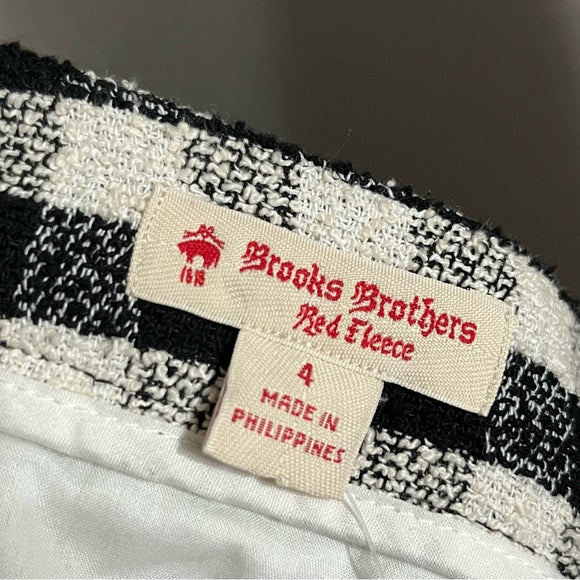 1818
Brooks Brothers
Red Fleece
4
MADE IN
PHILIPPINES